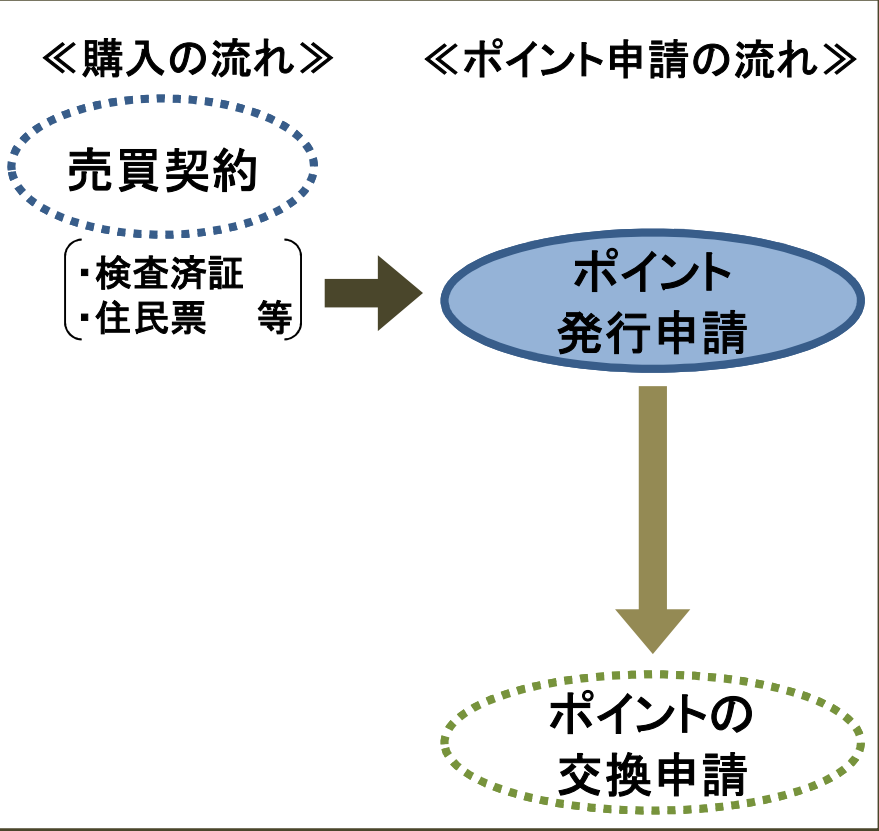 ≪購入の流れ≫
≪ポイント申請の流れ≫
売買契約
・検査済証
・住民票　等
ポイント
発行申請
ポイントの
交換申請